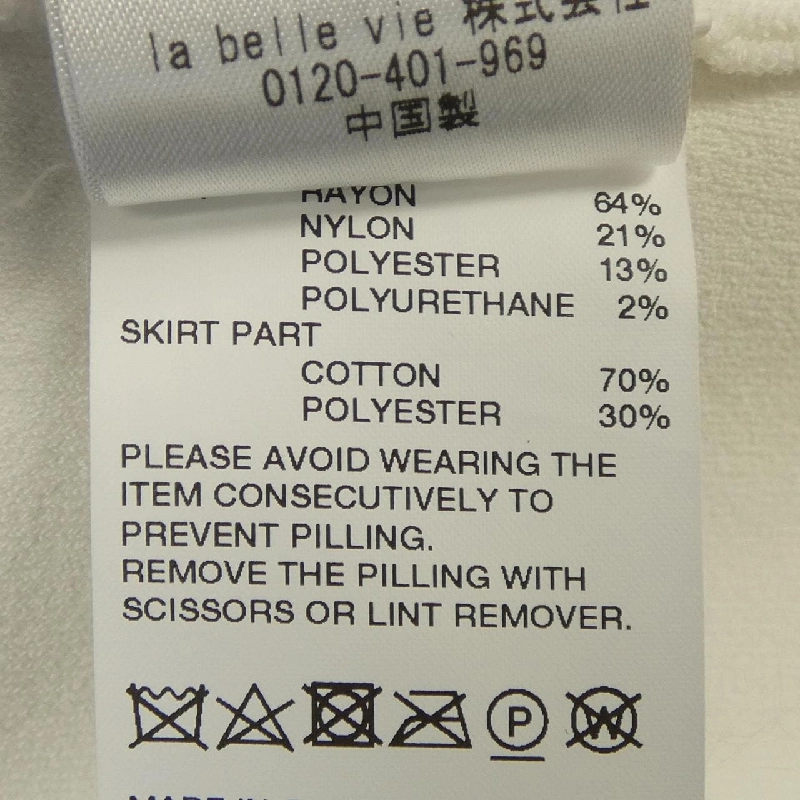 la belle vie 株式会社
0120-401-969
中国製
RAYON 64%
NYLON 21%
POLYESTER 13%
POLYURETHANE 2%
SKIRT PART
COTTON 70%
POLYESTER 30%
PLEASE AVOID WEARING THE
ITEM CONSECUTIVELY TO
PREVENT PILLING.
REMOVE THE PILLING WITH
SCISSORS OR LINT REMOVER.
P W
MADE IN